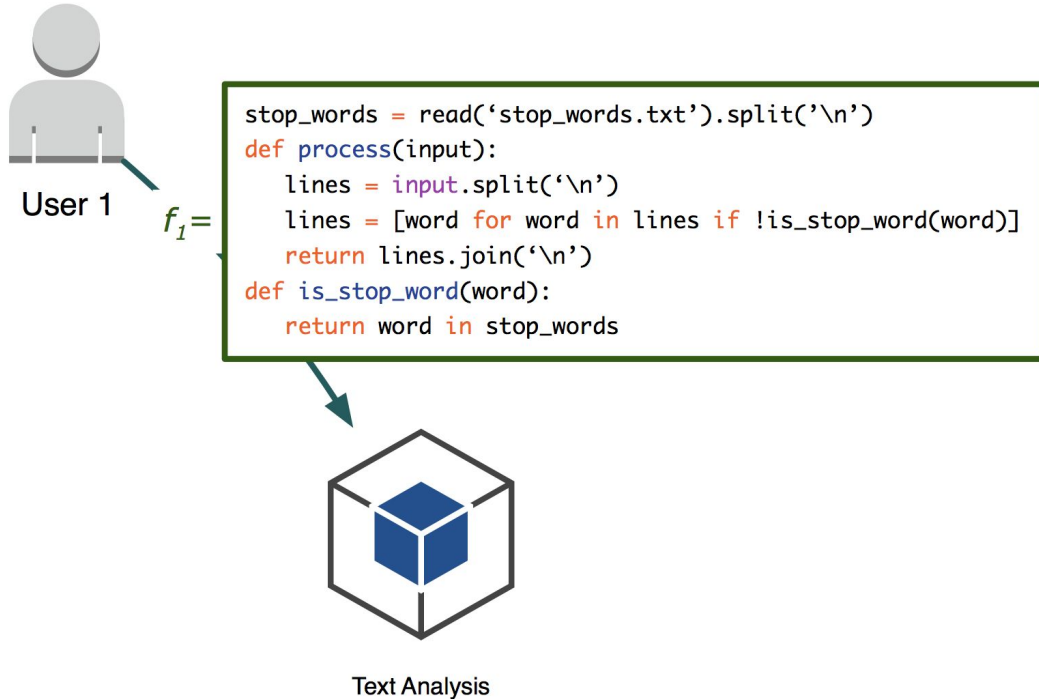 User 1
f₁=
stop_words = read(‘stop_words.txt’).split('\n')
def process(input):
   lines = input.split(‘\n’)
   lines = [word for word in lines if !is_stop_word(word)]
   return lines.join(‘\n’)
def is_stop_word(word):
   return word in stop_words
Text Analysis